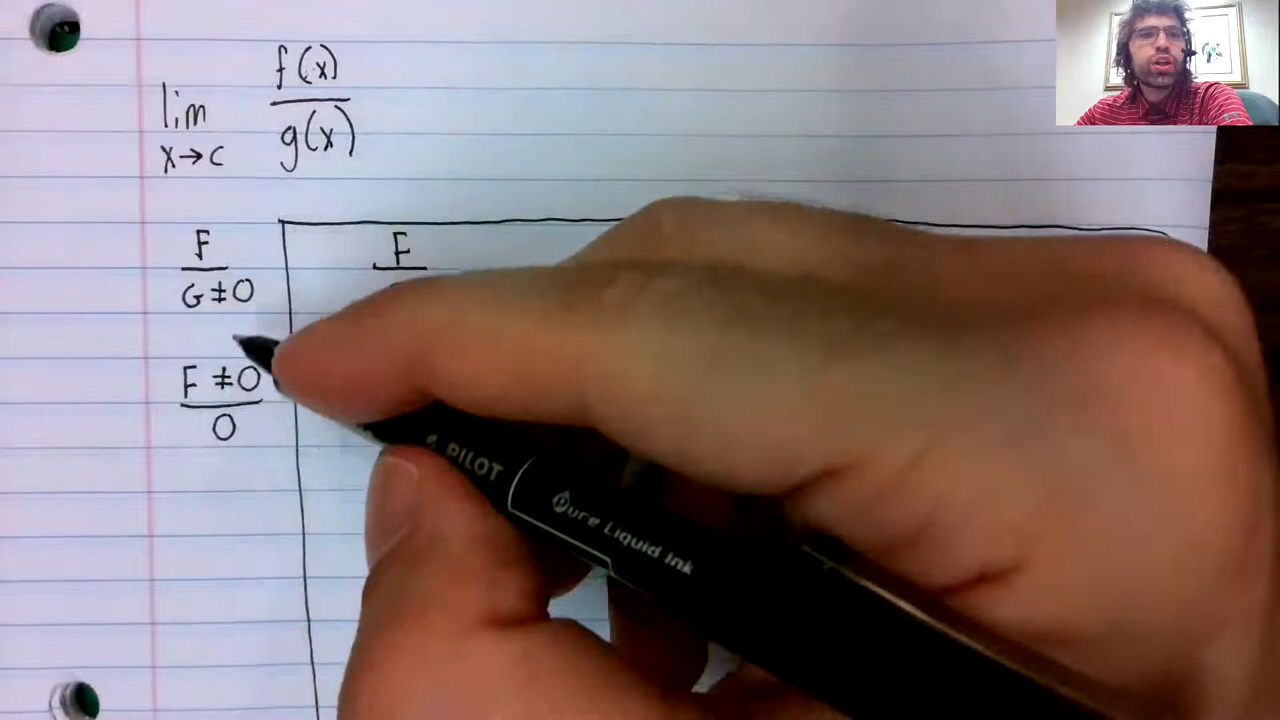 lim f(x)
x→c g(x)
F F
G ≠ 0
F ≠ 0
0
PILOT
Pure Liquid Ink